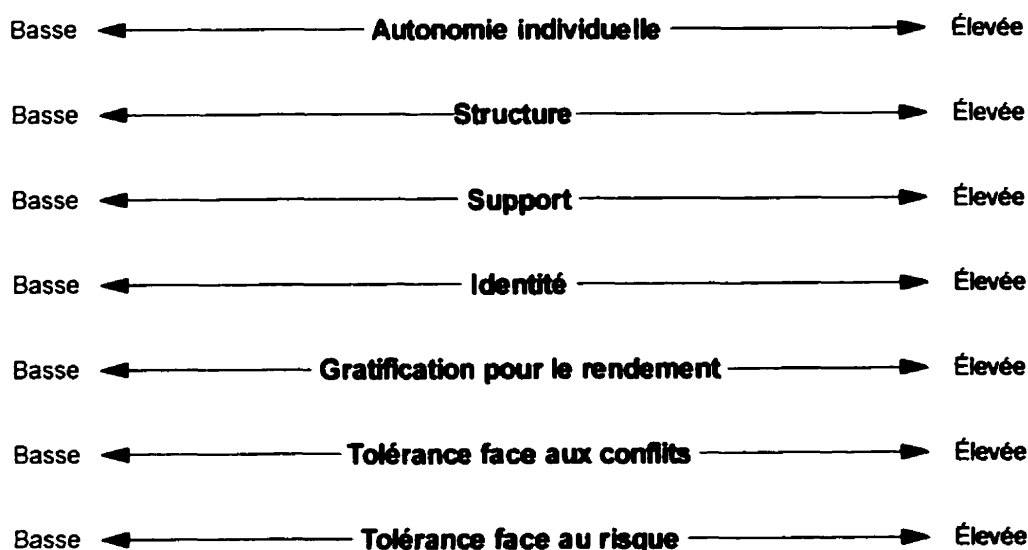 Basse Autonomie individuelle Élevée
Basse Structure Élevée
Basse Support Élevée
Basse Identité Élevée
Basse Gratification pour le rendement Élevée
Basse Tolérance face aux conflits Élevée
Basse Tolérance face au risque Élevée